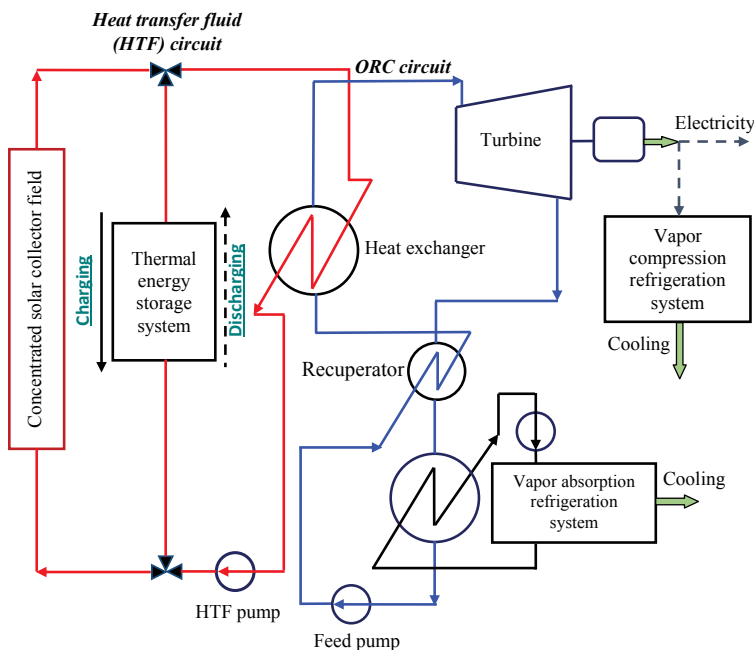 Heat transfer fluid
(HTF) circuit
ORC circuit
Turbine
Electricity
Concentrated solar collector field
Charging
Thermal
energy
storage
system
Discharging
Heat exchanger
Vapor
compression
refrigeration
system
Cooling
Recuperator
Vapor absorption
refrigeration
system
Cooling
HTF pump
Feed pump